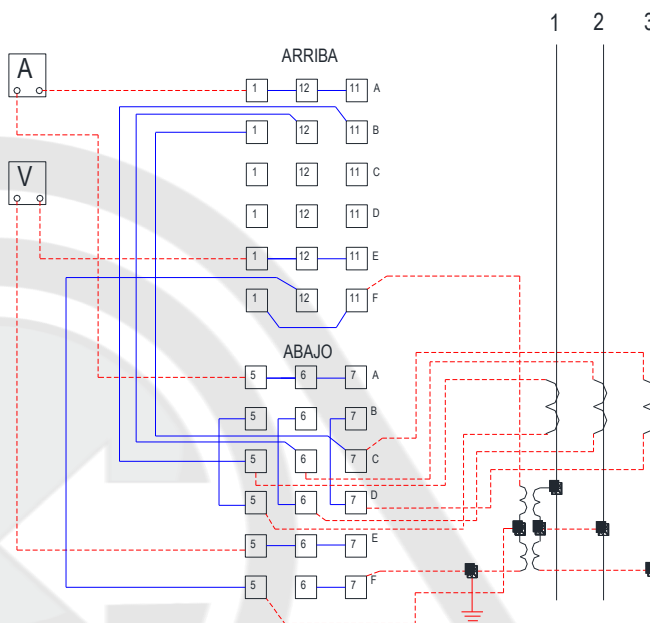 1 2 3
ARRIBA
A
1 12 11 A
1 12 11 B
V
1 12 11 C
1 12 11 D
1 12 11 E
1 12 11 F
ABAJO
5 6 7 A
5 6 7 B
5 6 7 C
5 6 7 D
5 6 7 E
5 6 7 F